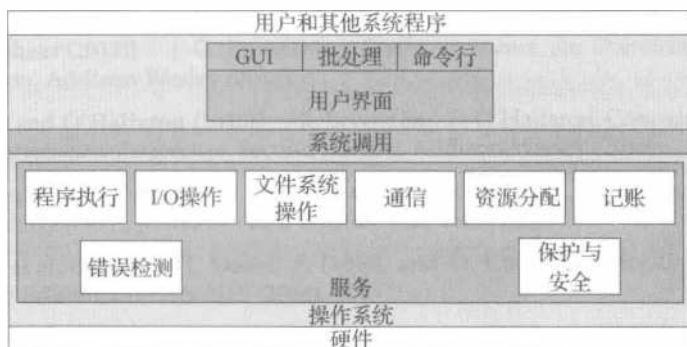 用户和其他系统程序
GUI 批处理 命令行
用户界面
系统调用
程序执行 I/O操作 文件系统操作 通信 资源分配 记账
错误检测 保护与安全
服务
操作系统
硬件